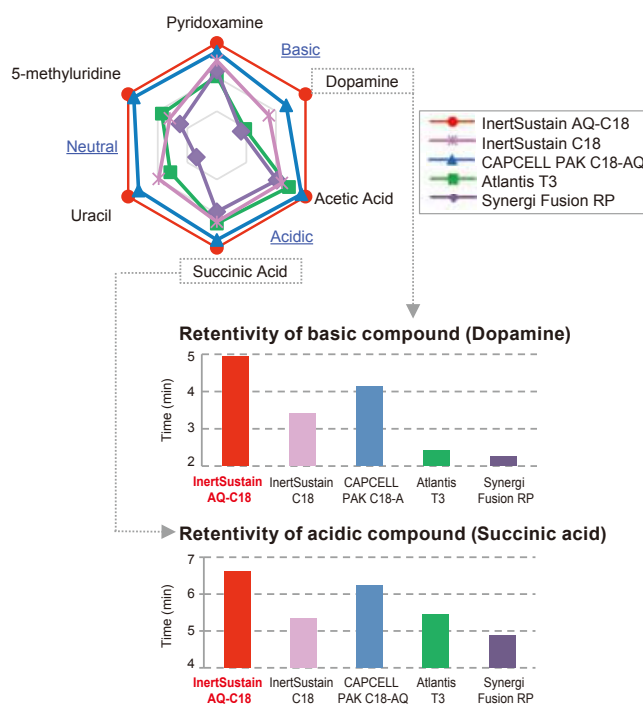 Pyridoxamine
Basic
5-methyluridine
Dopamine
InertSustain AQ-C18
InertSustain C18
CAPCELL PAK C18-AQ
Atlantis T3
Synergi Fusion RP
Neutral
Uracil
Acetic Acid
Acidic
Succinic Acid
Retentivity of basic compound (Dopamine)
Time (min)
5
4
3
2
InertSustain
AQ-C18
InertSustain
C18
CAPCELL
PAK C18-A
Atlantis
T3
Synergi
Fusion RP
Retentivity of acidic compound (Succinic acid)
Time (min)
7
6
5
4
InertSustain
AQ-C18
InertSustain
C18
CAPCELL
PAK C18-AQ
Atlantis
T3
Synergi
Fusion RP